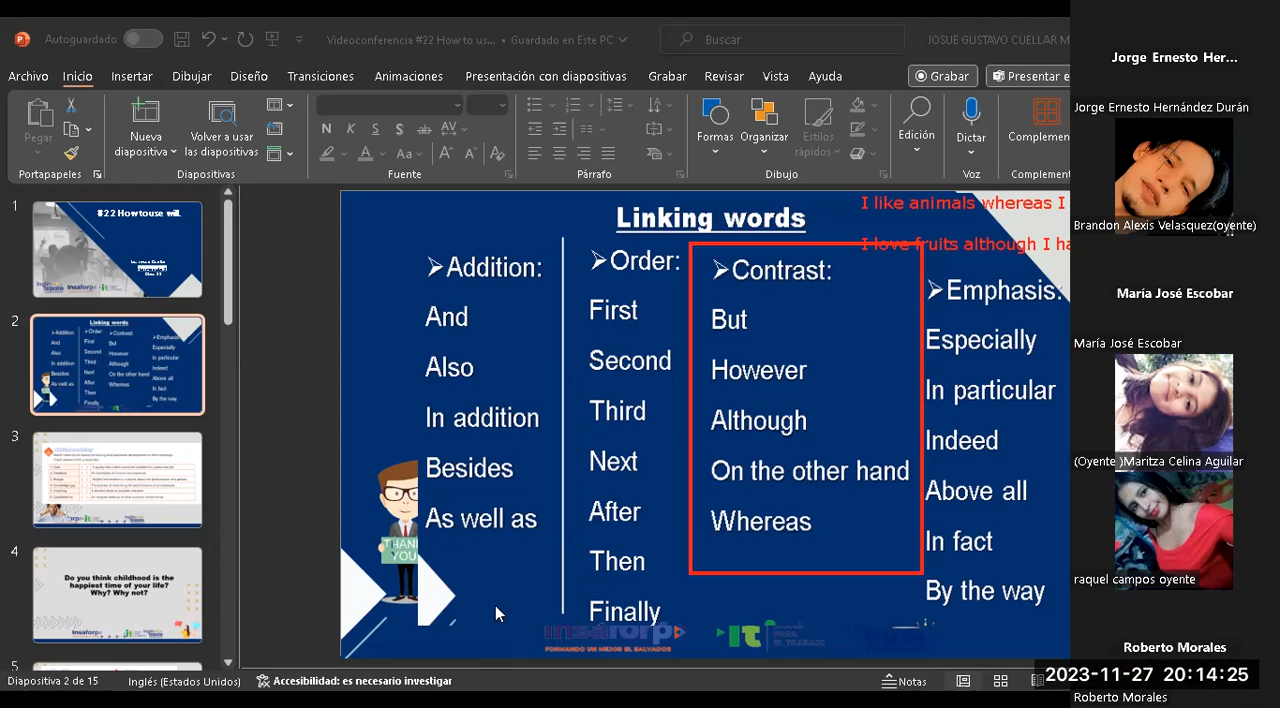 Autoguardado
Videoconferencia #22 How to us... • Guardado en Este PC
Buscar
JOSUE GUSTAVO CUELLAR M
Archivo Inicio Insertar Dibujar Diseño Transiciones Animaciones Presentación con diapositivas Grabar Revisar Vista Ayuda
Grabar
Presentar e
Pegar
Nueva diapositiva
Volver a usar las diapositivas
Formas
Organizar
Estilos rápidos
Edición
Dictar
Complemen
Portapapeles
Diapositivas
Fuente
Párrafo
Dibujo
Voz
Complement
1
#22 How to use will.
2
3
4
Do you think childhood is the
happiest time of your life?
Why? Why not?
5
Linking words
I like animals whereas I
I love fruits although I ha
Addition:
And
Also
In addition
Besides
As well as
Order:
First
Second
Third
Next
After
Then
Finally
Contrast:
But
However
Although
On the other hand
Whereas
Emphasis:
Especially
In particular
Indeed
Above all
In fact
By the way
THANK
YOU
insaforp
FORMANDO UN MEJOR EL SALVADOR
it
Diapositiva 2 de 15
Inglés (Estados Unidos)
Accesibilidad: es necesario investigar
Notas
Jorge Ernesto Her...
Jorge Ernesto Hernández Durán
Brandon Alexis Velasquez(oyente)
María José Escobar
María José Escobar
(Oyente )Maritza Celina Aguilar
raquel campos oyente
Roberto Morales
2023-11-27 20:14:25
Roberto Morales